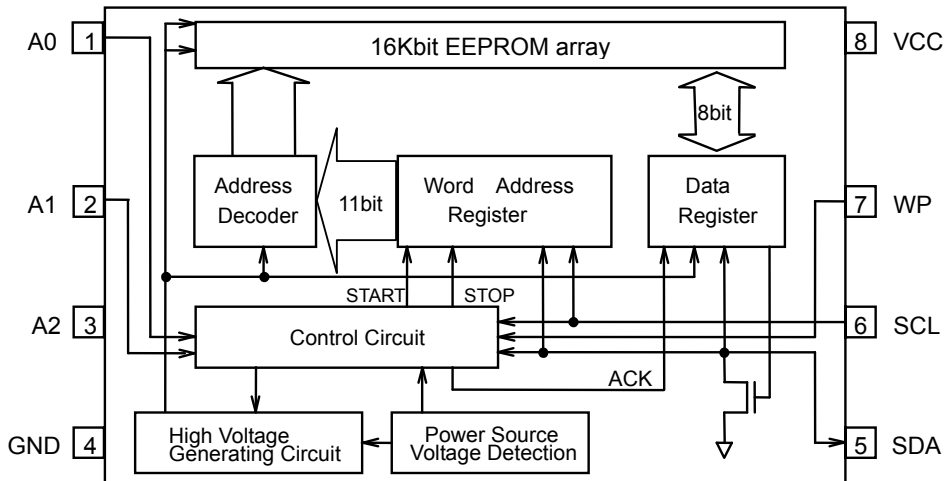 A0 1
16Kbit EEPROM array
8 VCC
8bit
A1 2
Address
Decoder
11bit
Word Address
Register
Data
Register
7 WP
START
STOP
A2 3
Control Circuit
6 SCL
ACK
GND 4
High Voltage
Generating Circuit
Power Source
Voltage Detection
5 SDA